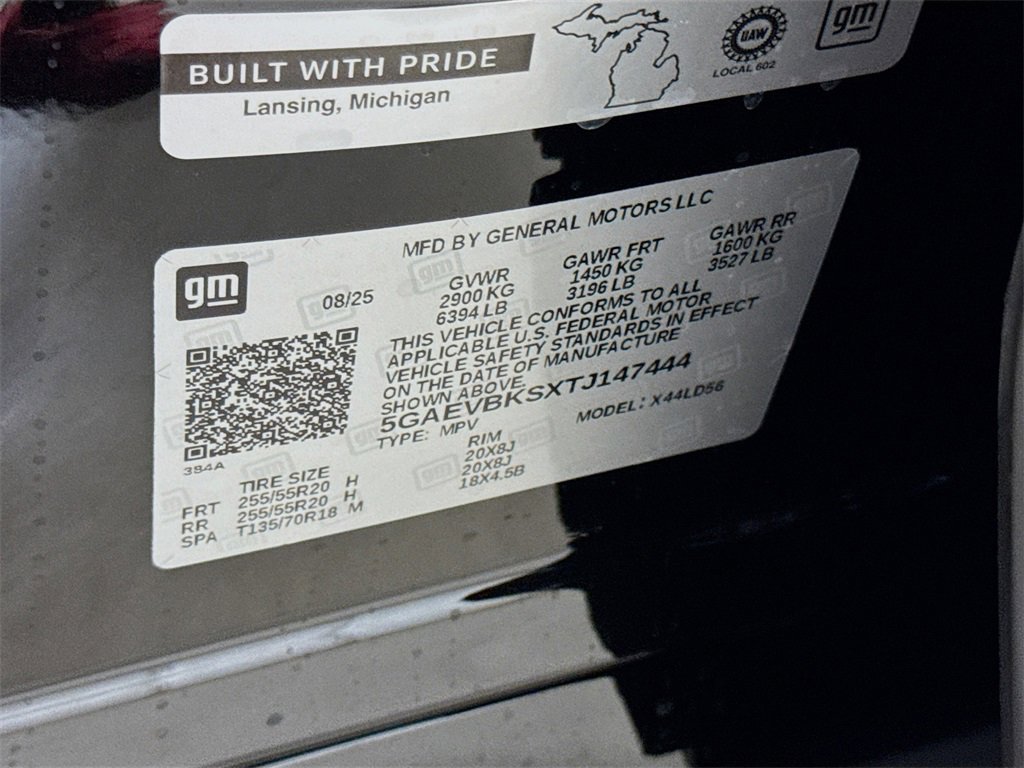 BUILT WITH PRIDE
Lansing, Michigan
UAW
LOCAL 602
gm
MFD BY GENERAL MOTORS LLC
gm
08/25
GVWR
2900 KG
6394 LB
GAWR FRT
1450 KG
3196 LB
GAWR RR
1600 KG
3527 LB
THIS VEHICLE CONFORMS TO ALL
APPLICABLE U.S. FEDERAL MOTOR
VEHICLE SAFETY STANDARDS IN EFFECT
ON THE DATE OF MANUFACTURE
SHOWN ABOVE.
5GAEVBKSXTJ147444
TYPE: MPV MODEL: X44LD56
384A
TIRE SIZE RIM
FRT 255/55R20 H 20X8J
RR 255/55R20 H 20X8J
SPA T135/70R18 M 18X4.5B